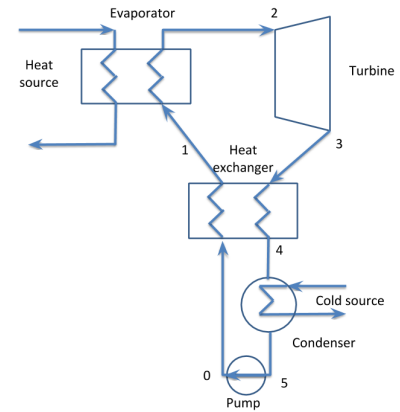 Evaporator
2
Heat
source
Turbine
3
1
Heat
exchanger
4
Cold source
Condenser
0
5
Pump